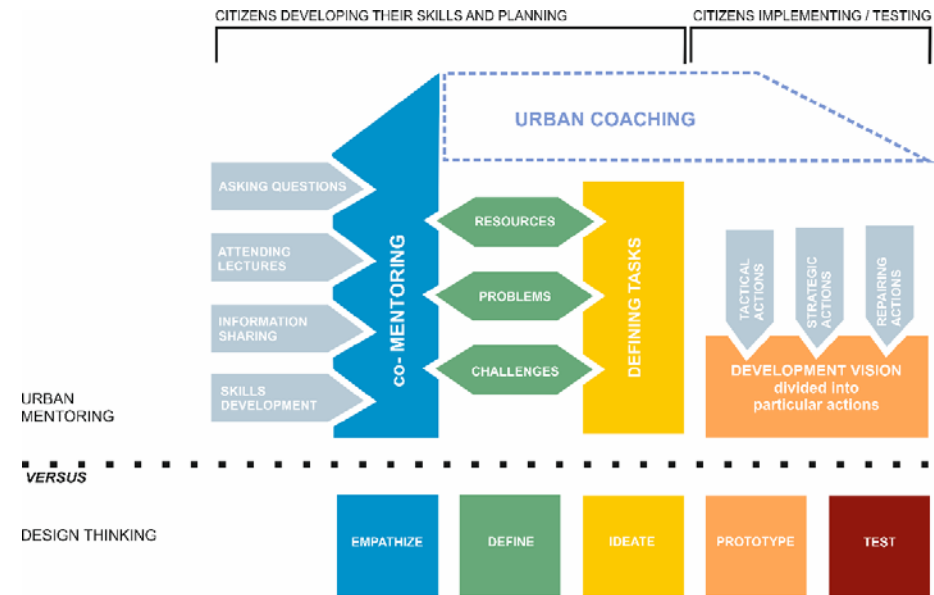 CITIZENS DEVELOPING THEIR SKILLS AND PLANNING
CITIZENS IMPLEMENTING / TESTING
URBAN COACHING
ASKING QUESTIONS
ATTENDING
LECTURES
INFORMATION
SHARING
SKILLS
DEVELOPMENT
co- MENTORING
RESOURCES
PROBLEMS
CHALLENGES
DEFINING TASKS
TACTICAL
ACTIONS
STRATEGIC
ACTIONS
REPAIRING
ACTIONS
DEVELOPMENT VISION
divided into
particular actions
URBAN
MENTORING
VERSUS
DESIGN THINKING
EMPATHIZE
DEFINE
IDEATE
PROTOTYPE
TEST